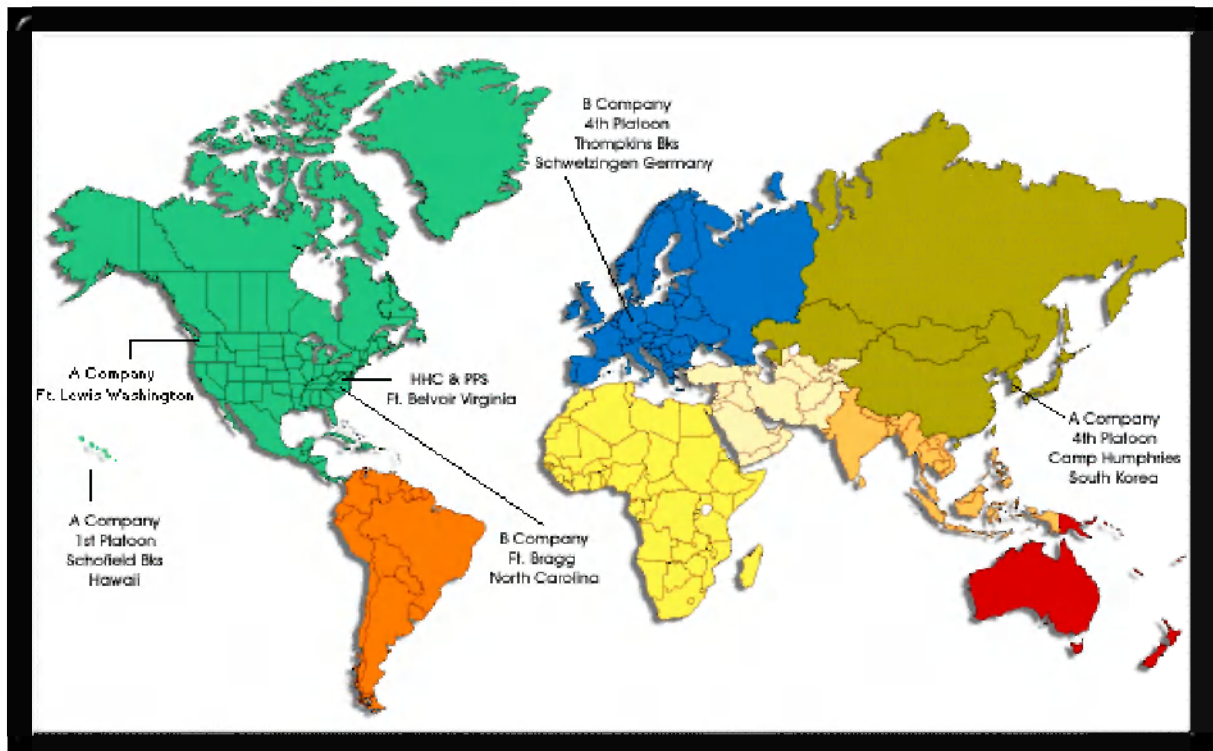 B Company
4th Platoon
Thompkins Bks
Schwetzingen Germany
A Company
Ft. Lewis Washington
HHC & PPS
Ft. Belvoir Virginia
A Company
4th Platoon
Camp Humphries
South Korea
A Company
1st Platoon
Schofield Bks
Hawaii
B Company
Ft. Bragg
North Carolina